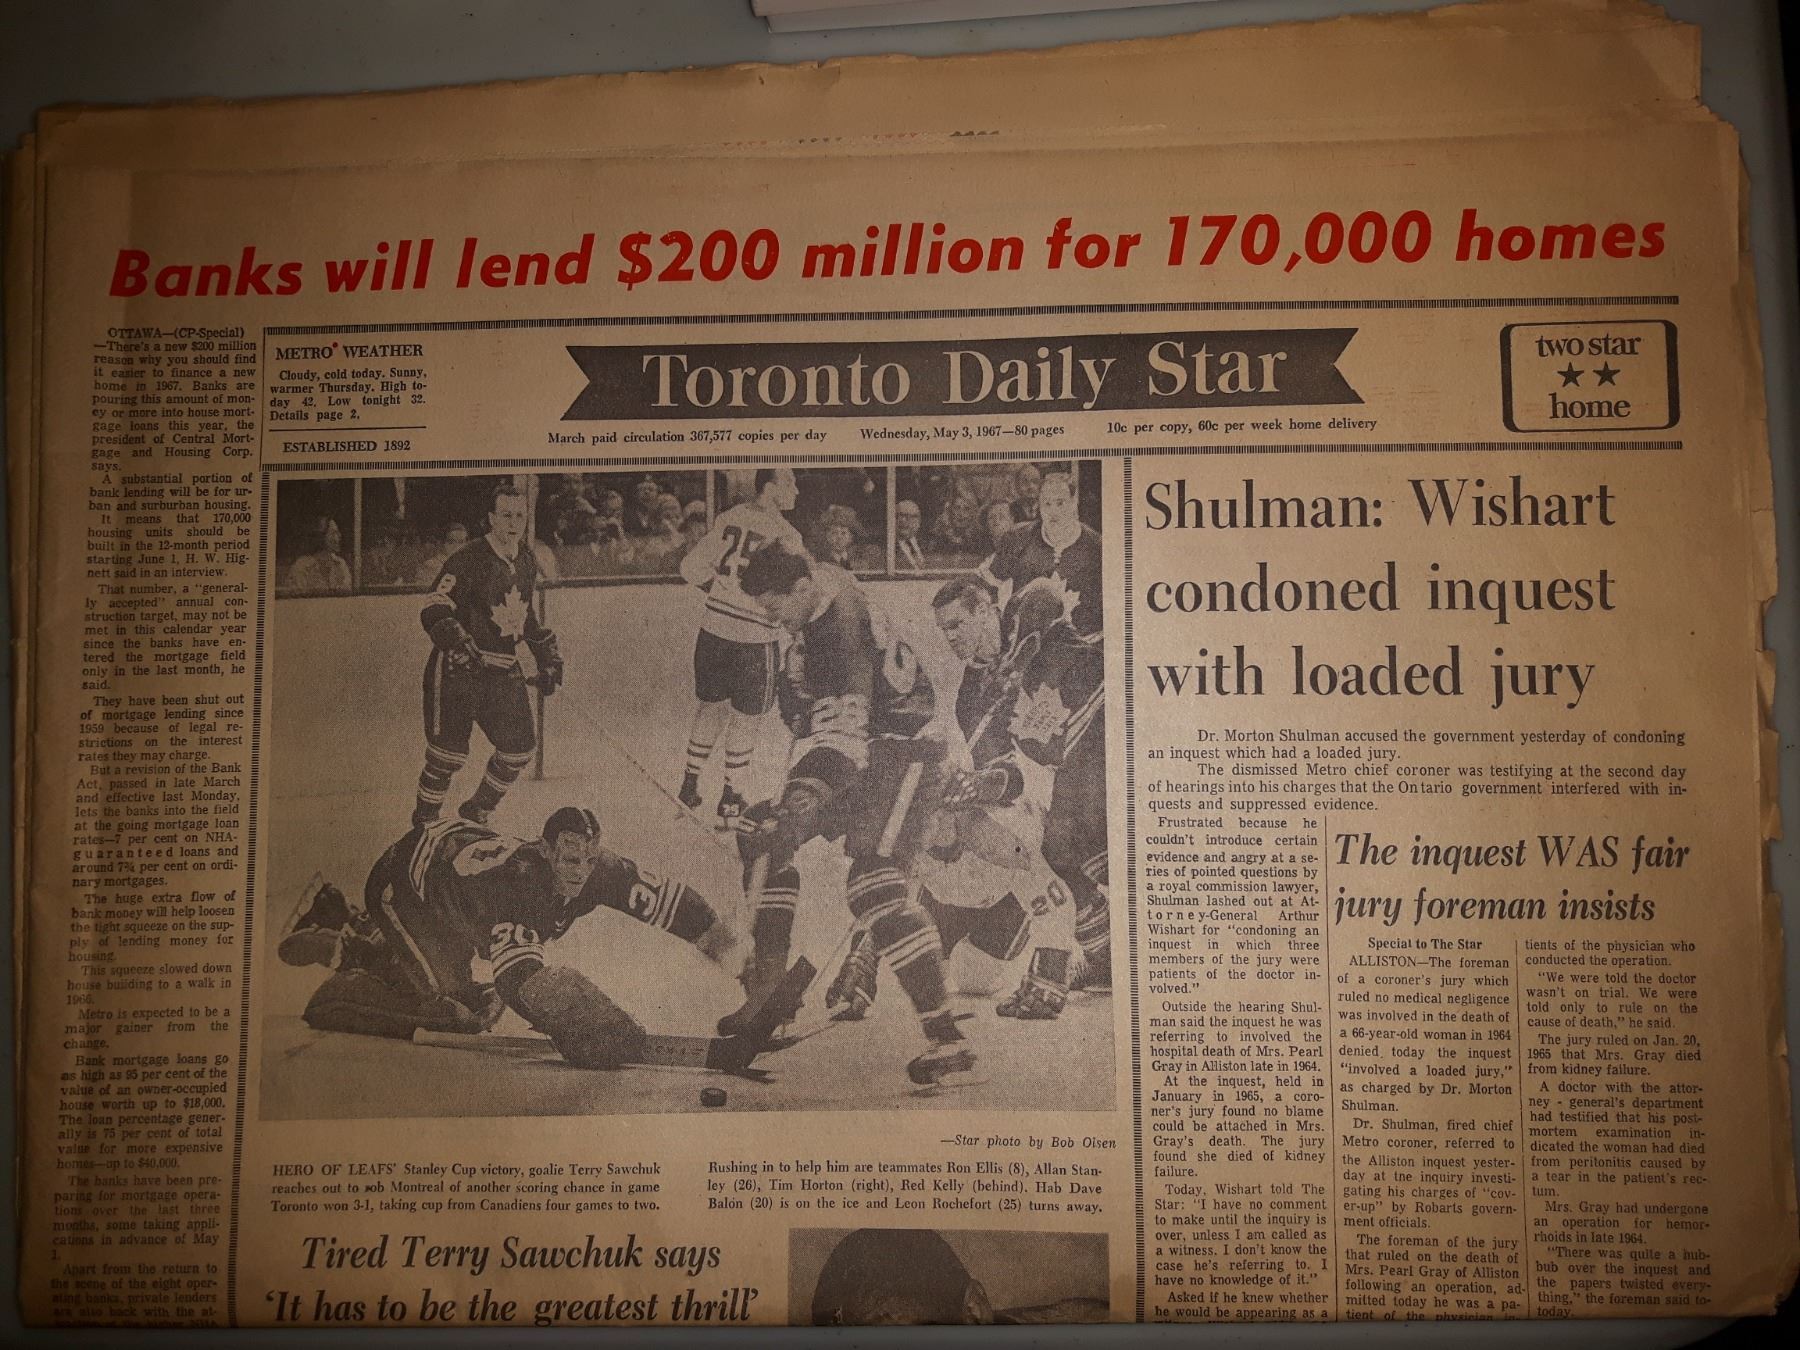 Banks will lend $200 million for 170,000 homes
OTTAWA—(CP-Special)
—There's a new $200 million
reason why you should find
it easier to finance a new
home in 1967. Banks are
pouring this amount of mon-
ey or more into house mort-
gage loans this year, the
president of Central Mort-
gage and Housing Corp.
says.
A substantial portion of
bank lending will be for ur-
ban and surburban housing.
It means that 170,000
housing units should be
built in the 12-month period
starting June 1, H. W. Hig-
nett said in an interview.
That number, a "general-
ly accepted" annual con-
struction target, may not be
met in this calendar year
since the banks have en-
tered the mortgage field
only in the last month, he
said.
They have been shut out
of mortgage lending since
1959 because of legal re-
strictions on the interest
rates they may charge.
But a revision of the Bank
Act, passed in late March
and effective last Monday,
lets the banks into the field
at the going mortgage loan
rates—7 per cent on NHA-
guaranteed loans and
around 7¾ per cent on ordi-
nary mortgages.
The huge extra flow of
bank money will help loosen
the tight squeeze on the sup-
ply of lending money for
housing.
This squeeze slowed down
house building to a walk in
1966.
Metro is expected to be a
major gainer from the
change.
Bank mortgage loans go
as high as 95 per cent of the
value of an owner-occupied
house worth up to $18,000.
The loan percentage gener-
ally is 75 per cent of total
value for more expensive
homes—up to $40,000.
The banks have been pre-
paring for mortgage opera-
tions over the last three
months, some taking appli-
cations in advance of May
1.
Apart from the return to
the scene of the eight oper-
ating banks, private lenders
are also back with the at-
METRO WEATHER
Cloudy, cold today. Sunny,
warmer Thursday. High to-
day 42. Low tonight 32.
Details page 2.
ESTABLISHED 1892
Toronto Daily Star
March paid circulation 367,577 copies per day Wednesday, May 3, 1967—80 pages 10c per copy, 60c per week home delivery
two star
★★
home
8
25
26
30
30
20
—Star photo by Bob Olsen
HERO OF LEAFS' Stanley Cup victory, goalie Terry Sawchuk
reaches out to rob Montreal of another scoring chance in game
Toronto won 3-1, taking cup from Canadiens four games to two.
Rushing in to help him are teammates Ron Ellis (8), Allan Stan-
ley (26), Tim Horton (right), Red Kelly (behind). Hab Dave
Balon (20) is on the ice and Leon Rochefort (25) turns away.
Tired Terry Sawchuk says
'It has to be the greatest thrill'
Shulman: Wishart
condoned inquest
with loaded jury
Dr. Morton Shulman accused the government yesterday of condoning
an inquest which had a loaded jury.
The dismissed Metro chief coroner was testifying at the second day
of hearings into his charges that the Ontario government interfered with in-
quests and suppressed evidence.
Frustrated because he
couldn't introduce certain
evidence and angry at a se-
ries of pointed questions by
a royal commission lawyer,
Shulman lashed out at At-
torney-General Arthur
Wishart for "condoning an
inquest in which three
members of the jury were
patients of the doctor in-
volved."
Outside the hearing Shul-
man said the inquest he was
referring to involved the
hospital death of Mrs. Pearl
Gray in Alliston late in 1964.
At the inquest, held in
January in 1965, a coro-
ner's jury found no blame
could be attached in Mrs.
Gray's death. The jury
found she died of kidney
failure.
Today, Wishart told The
Star: "I have no comment
to make until the inquiry is
over, unless I am called as
a witness. I don't know the
case he's referring to. I
have no knowledge of it."
Asked if he knew whether
he would be appearing as a
The inquest WAS fair
jury foreman insists
Special to The Star
ALLISTON—The foreman
of a coroner's jury which
ruled no medical negligence
was involved in the death of
a 66-year-old woman in 1964
denied today the inquest
"involved a loaded jury,"
as charged by Dr. Morton
Shulman.
Dr. Shulman, fired chief
Metro coroner, referred to
the Alliston inquest yester-
day at the inquiry investi-
gating his charges of "cov-
er-up" by Robarts govern-
ment officials.
The foreman of the jury
that ruled on the death of
Mrs. Pearl Gray of Alliston
following an operation, ad-
mitted today he was a pa-
tient of the physician in-
tients of the physician who
conducted the operation.
"We were told the doctor
wasn't on trial. We were
told only to rule on the
cause of death," he said.
The jury ruled on Jan. 20,
1965 that Mrs. Gray died
from kidney failure.
A doctor with the attor-
ney - general's department
had testified that his post-
mortem examination in-
dicated the woman had died
from peritonitis caused by
a tear in the patient's rec-
tum.
Mrs. Gray had undergone
an operation for hemor-
rhoids in late 1964.
"There was quite a hub-
bub over the inquest and
the papers twisted every-
thing," the foreman said to-
today.